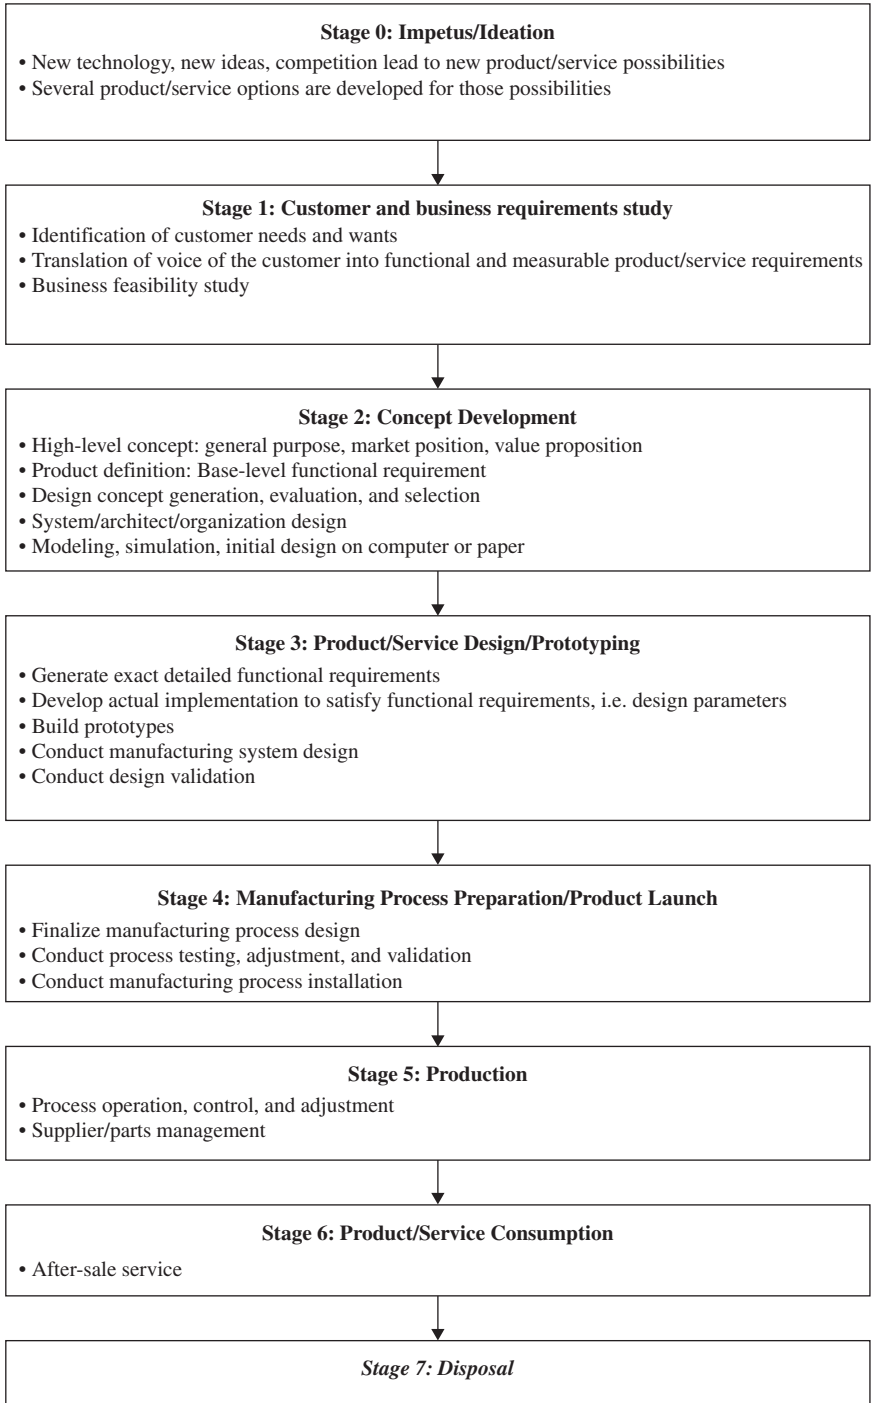 Stage 0: Impetus/Ideation
• New technology, new ideas, competition lead to new product/service possibilities
• Several product/service options are developed for those possibilities
Stage 1: Customer and business requirements study
• Identification of customer needs and wants
• Translation of voice of the customer into functional and measurable product/service requirements
• Business feasibility study
Stage 2: Concept Development
• High-level concept: general purpose, market position, value proposition
• Product definition: Base-level functional requirement
• Design concept generation, evaluation, and selection
• System/architect/organization design
• Modeling, simulation, initial design on computer or paper
Stage 3: Product/Service Design/Prototyping
• Generate exact detailed functional requirements
• Develop actual implementation to satisfy functional requirements, i.e. design parameters
• Build prototypes
• Conduct manufacturing system design
• Conduct design validation
Stage 4: Manufacturing Process Preparation/Product Launch
• Finalize manufacturing process design
• Conduct process testing, adjustment, and validation
• Conduct manufacturing process installation
Stage 5: Production
• Process operation, control, and adjustment
• Supplier/parts management
Stage 6: Product/Service Consumption
• After-sale service
Stage 7: Disposal